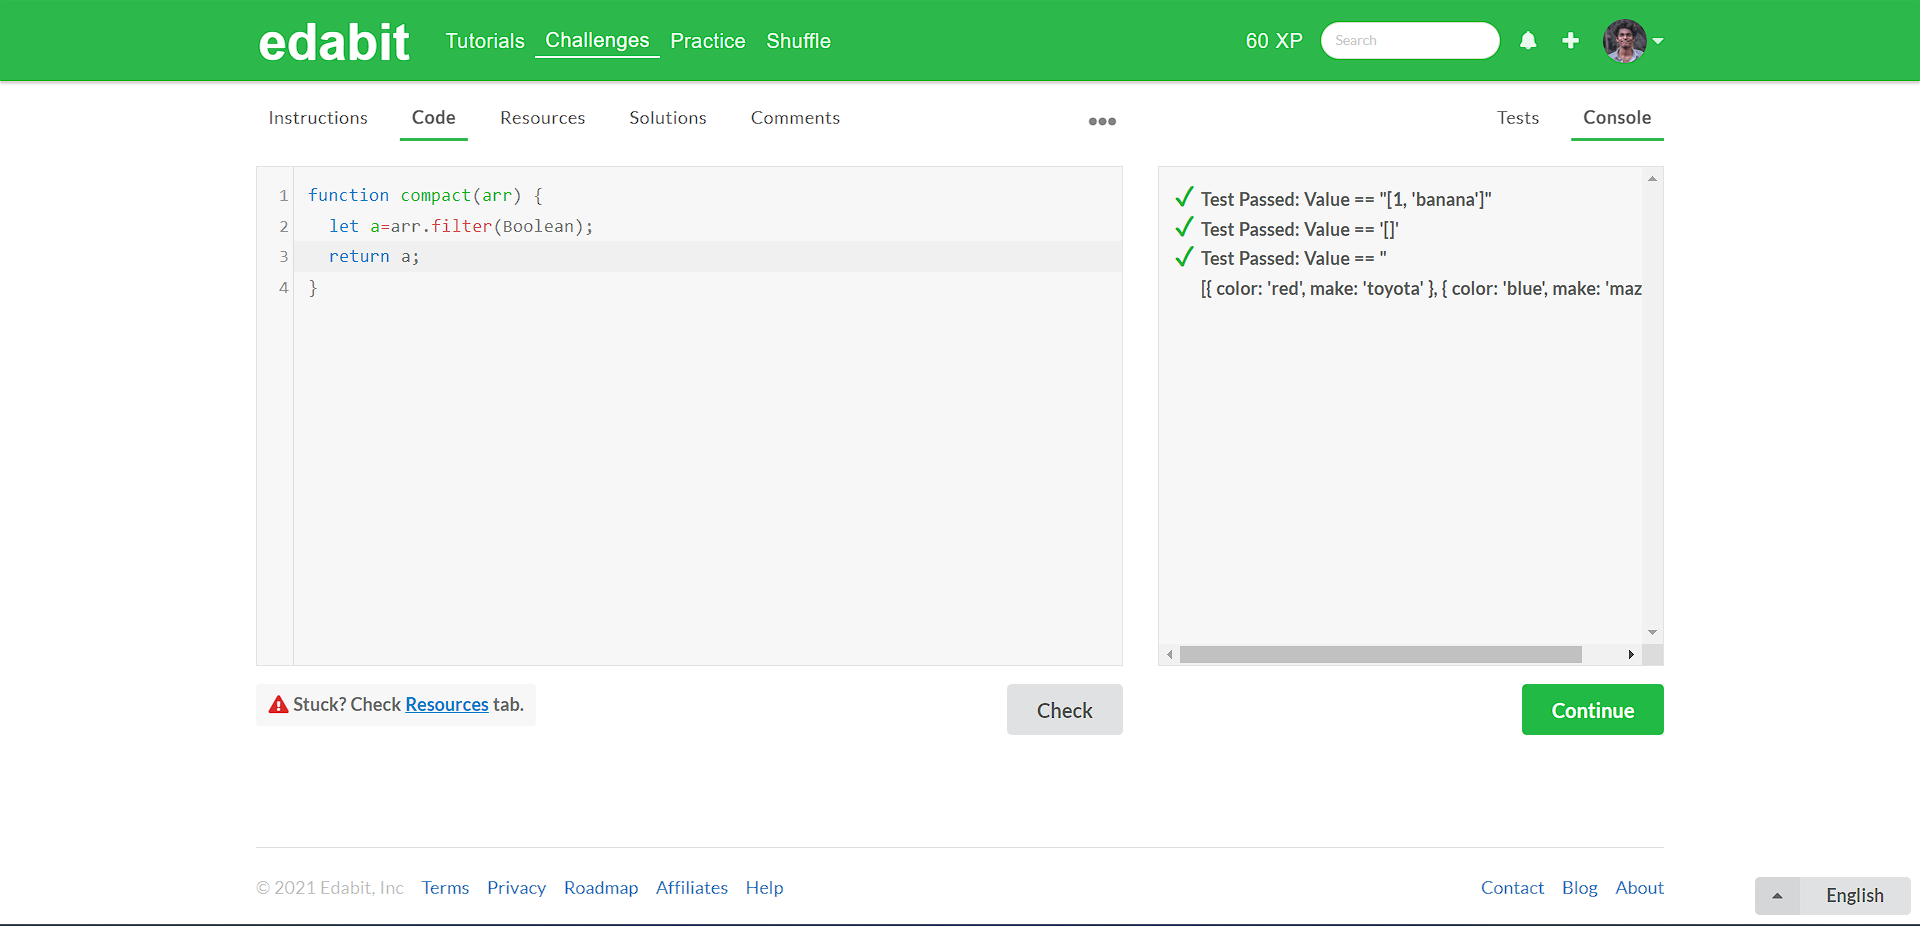 edabit Tutorials Challenges Practice Shuffle 60 XP Search
Instructions Code Resources Solutions Comments Tests Console
1 function compact(arr) {
2 let a=arr.filter(Boolean);
3 return a;
4 }
Test Passed: Value == "[1, 'banana']"
Test Passed: Value == '[]'
Test Passed: Value == "
[{ color: 'red', make: 'toyota' }, { color: 'blue', make: 'maz
Stuck? Check Resources tab.
Check
Continue
© 2021 Edabit, Inc Terms Privacy Roadmap Affiliates Help Contact Blog About
English